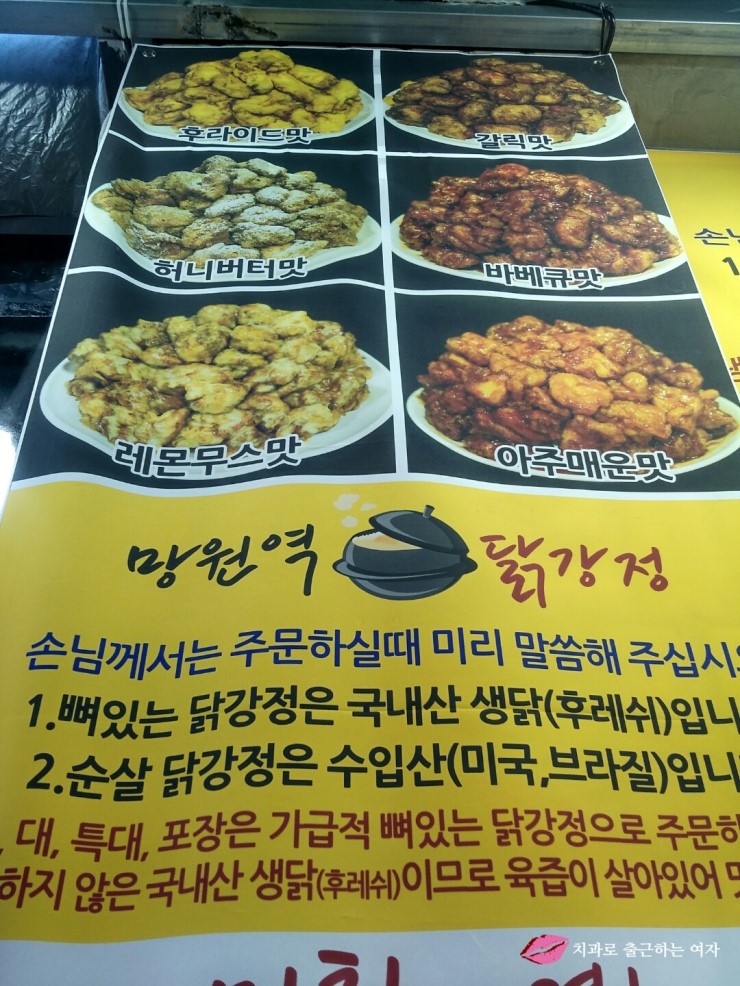 후라이드맛 갈릭맛
허니버터맛 바베큐맛
레몬무스맛 아주매운맛
망원역 닭강정
손님께서는 주문하실때 미리 말씀해 주십시
1.뼈있는 닭강정은 국내산 생닭(후레쉬)입니
2.순살 닭강정은 수입산(미국,브라질)입니
, 대, 특대, 포장은 가급적 뼈있는 닭강정으로 주문하
하지 않은 국내산 생닭(후레쉬)이므로 육즙이 살아있어
손님
1
치과로 출근하는 여자